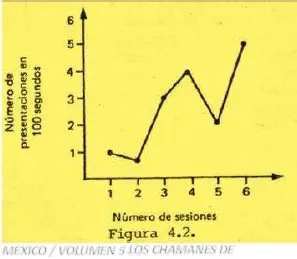 Número de
presentaciones en
100 segundos
6
5
4
3
2
1
1 2 3 4 5 6
Número de sesiones
Figura 4.2.
MEXICO / VOLUMEN 5 LOS CHAMANES DE